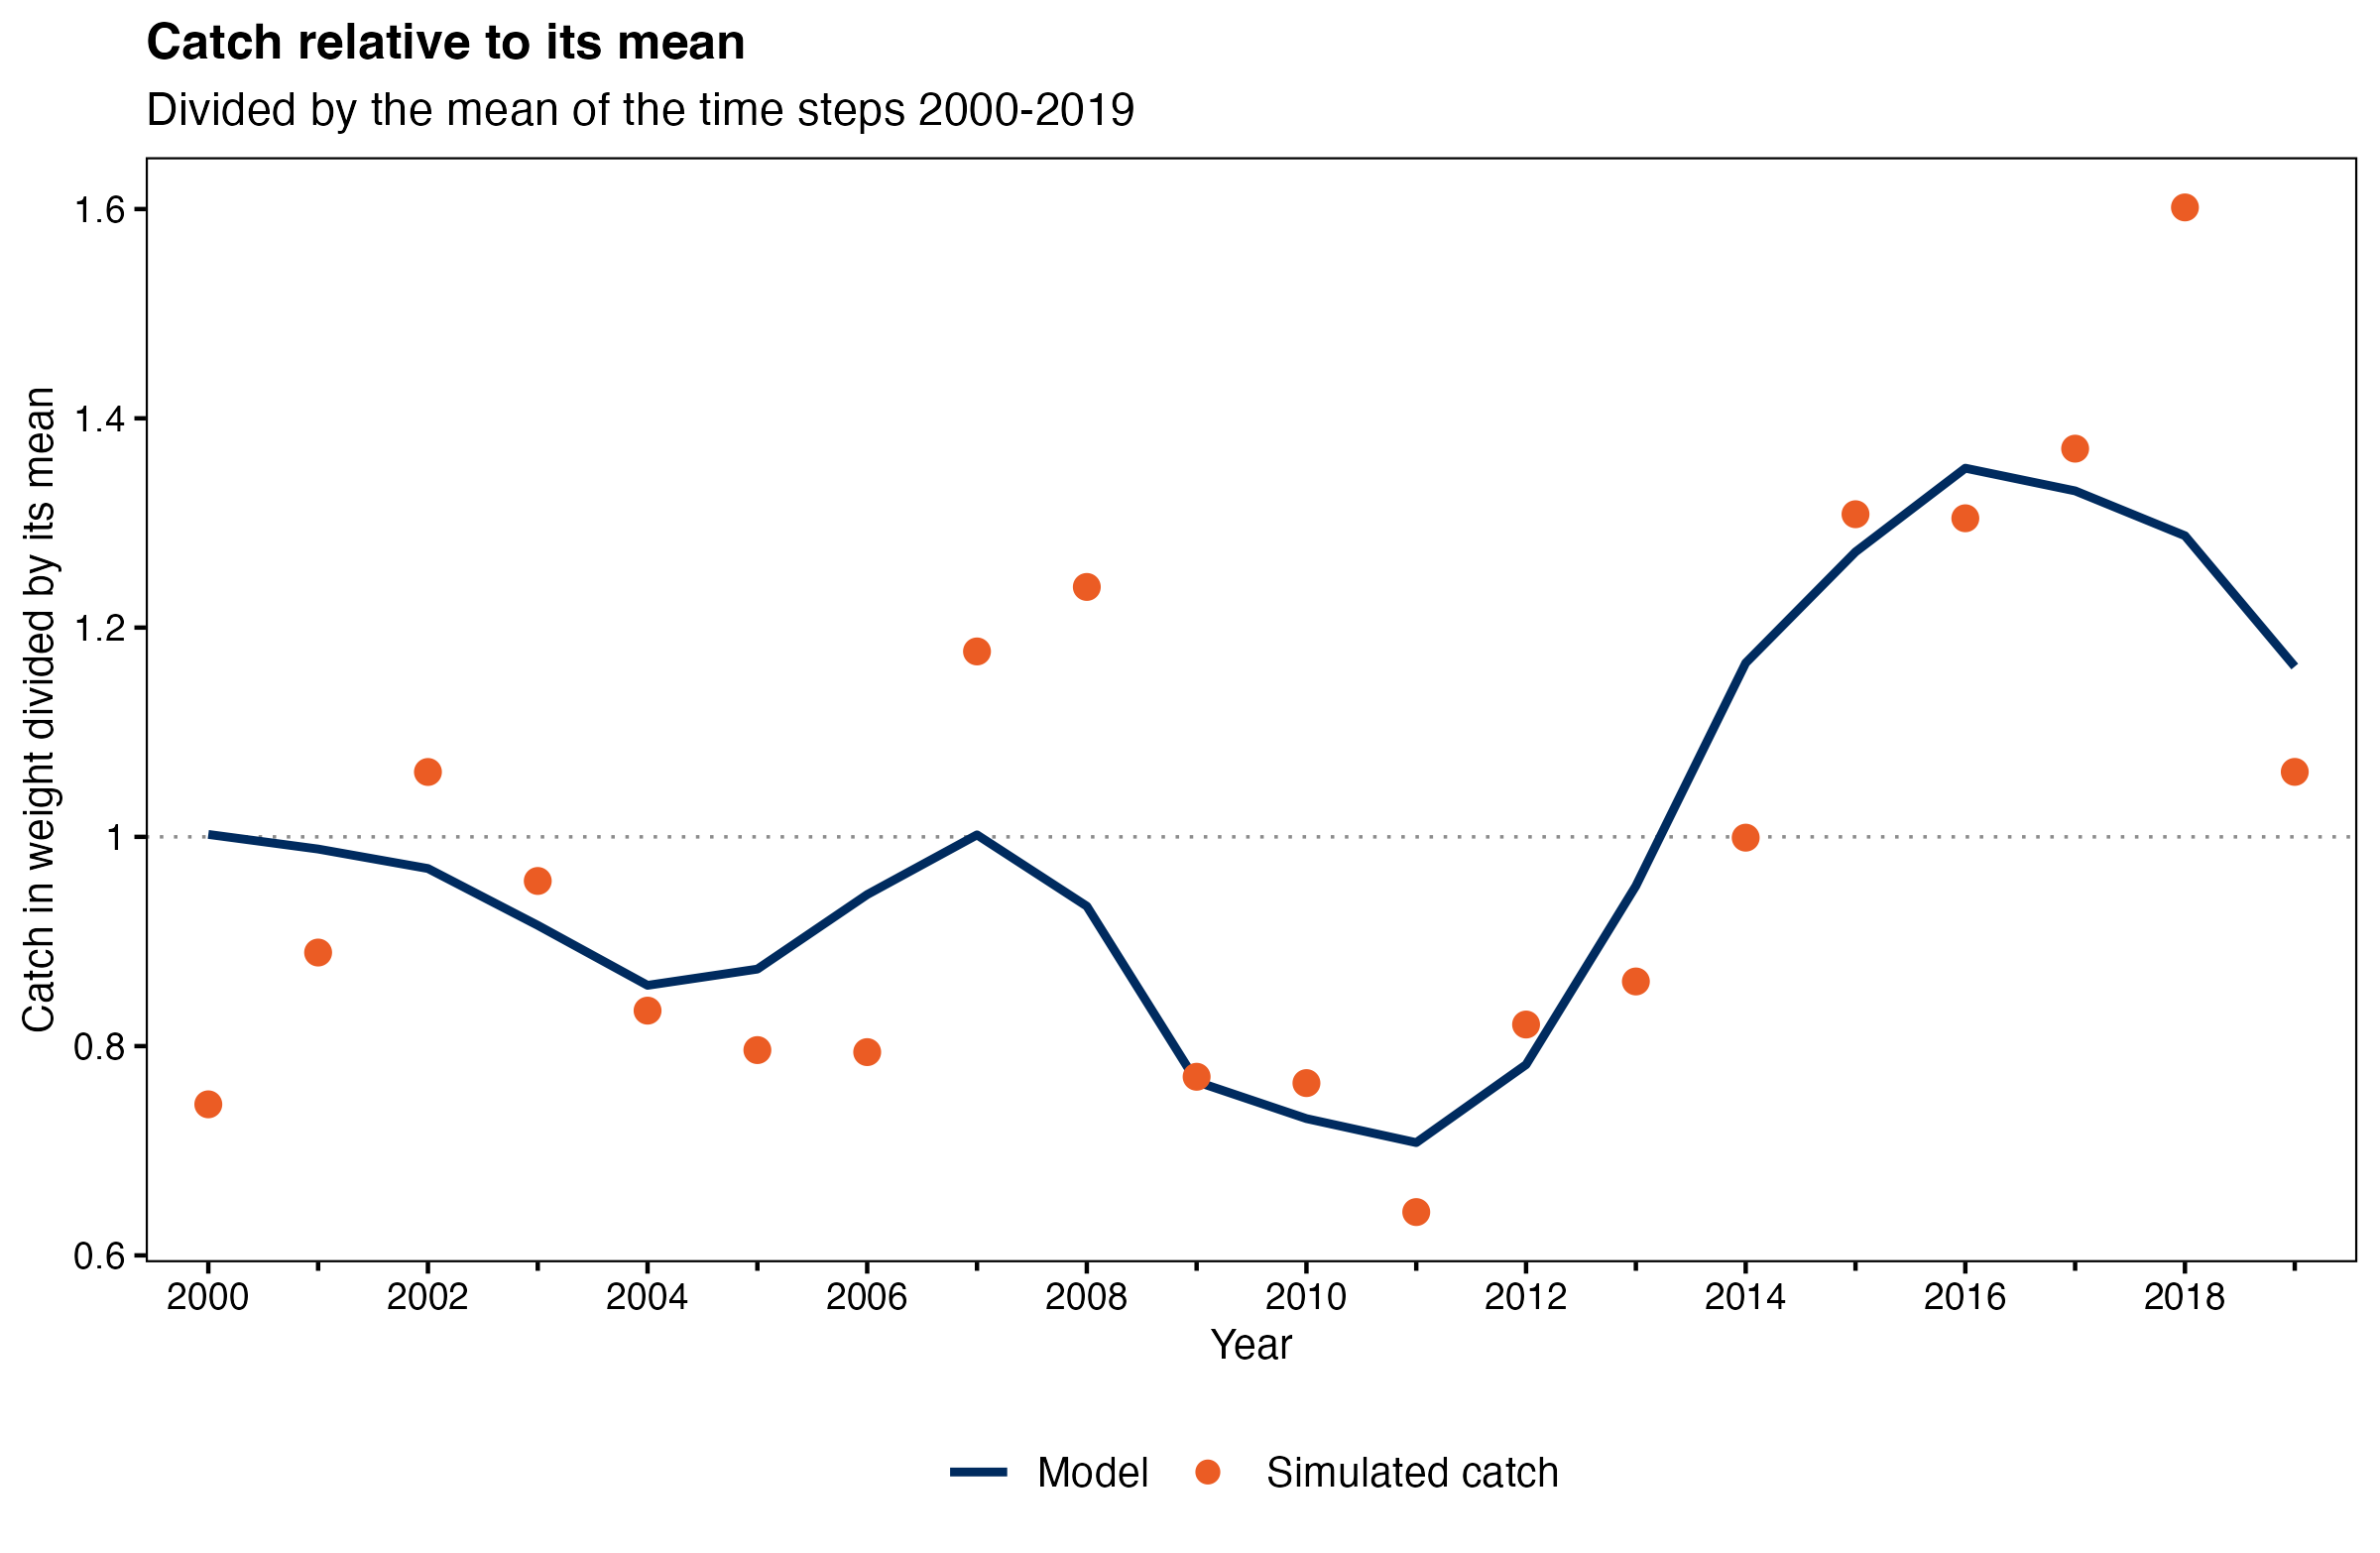 Catch relative to its mean
Divided by the mean of the time steps 2000-2019
Catch in weight divided by its mean
1.6
1.4
1.2
1
0.8
0.6
2000 2002 2004 2006 2008 2010 2012 2014 2016 2018
Year
Model Simulated catch